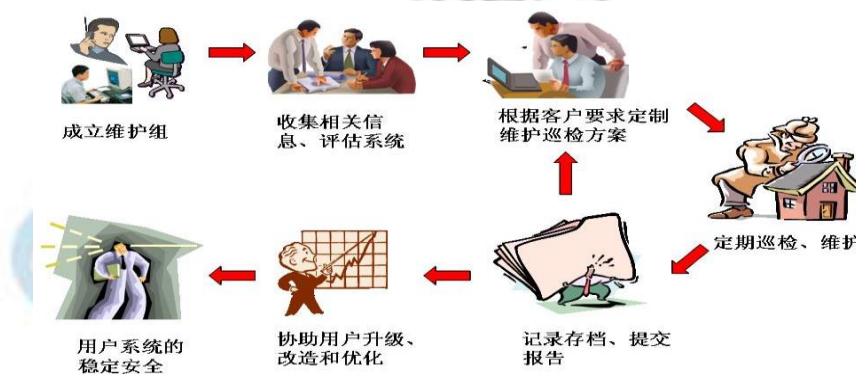 成立维护组
收集相关信
息、评估系统
根据客户要求定制
维护巡检方案
定期巡检、维护
记录存档、提交
报告
协助用户升级、
改造和优化
用户系统的
稳定安全